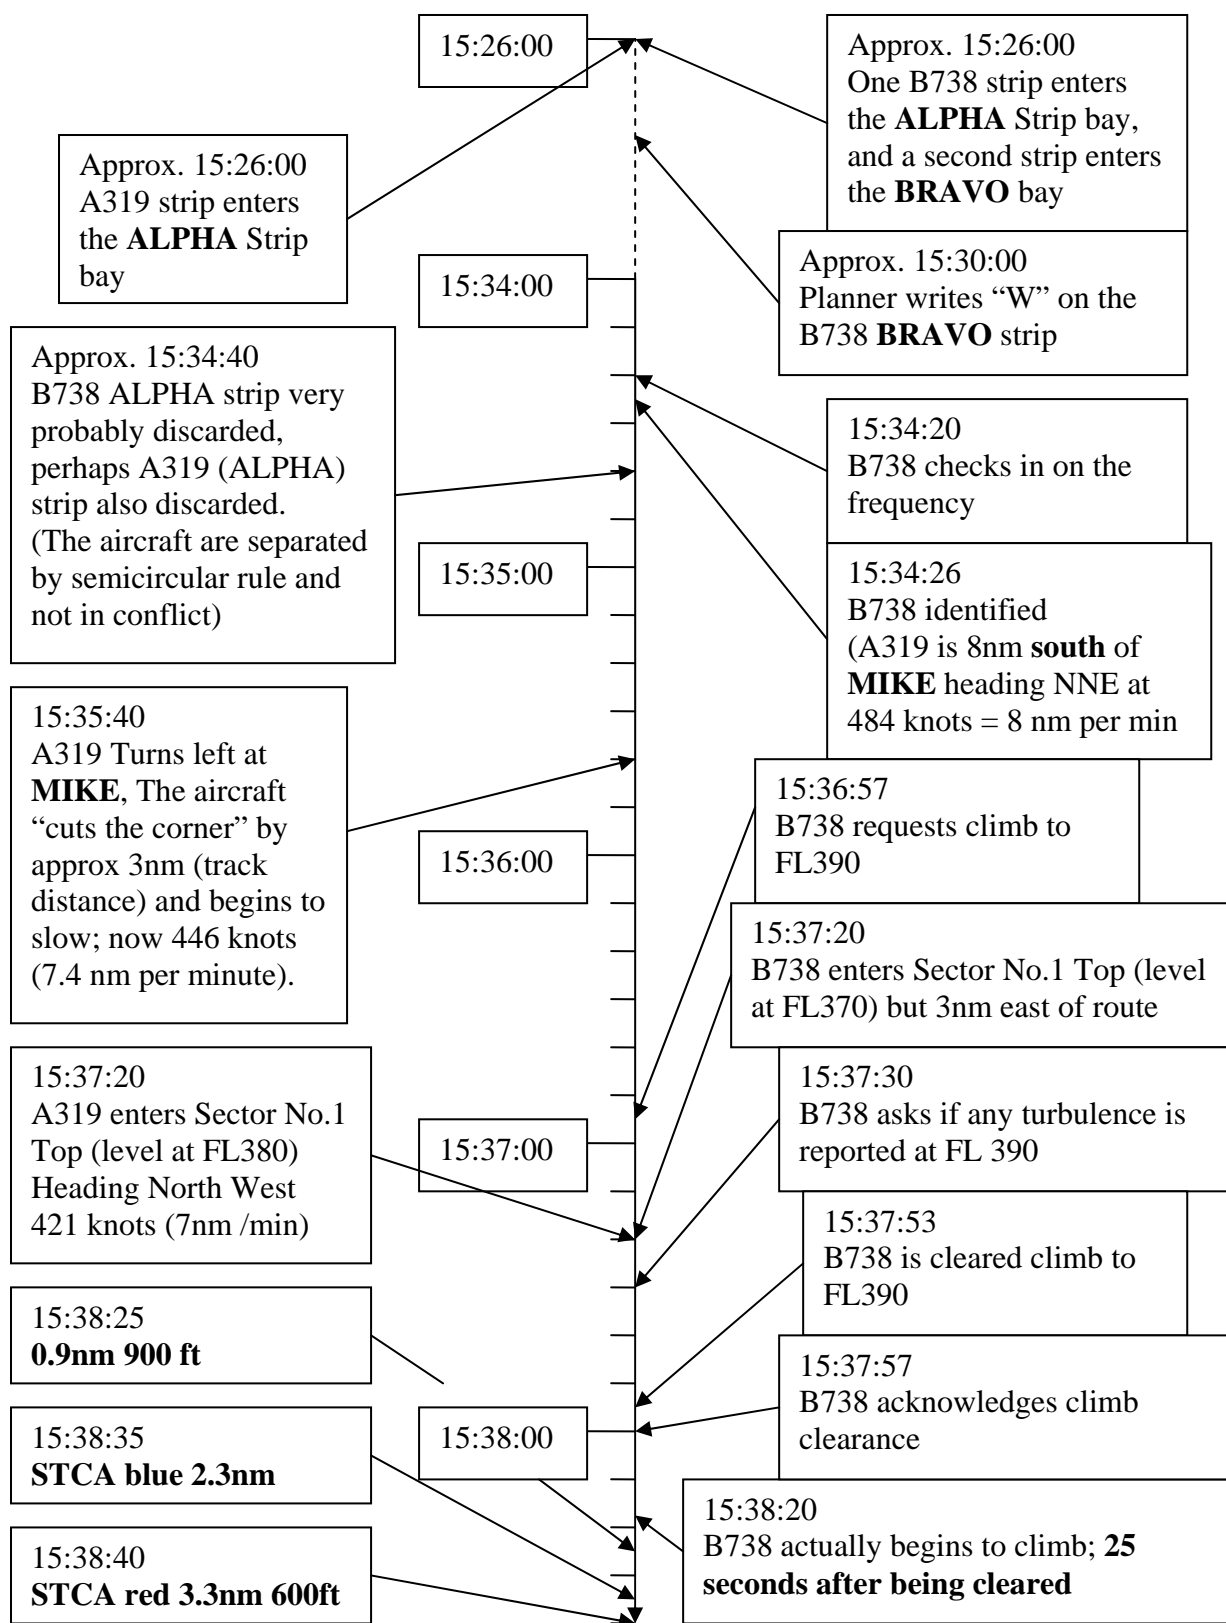 15:26:00
Approx. 15:26:00
One B738 strip enters
the ALPHA Strip bay,
and a second strip enters
the BRAVO bay
Approx. 15:26:00
A319 strip enters
the ALPHA Strip
bay
Approx. 15:30:00
Planner writes “W” on the
B738 BRAVO strip
15:34:00
Approx. 15:34:40
B738 ALPHA strip very
probably discarded,
perhaps A319 (ALPHA)
strip also discarded.
(The aircraft are separated
by semicircular rule and
not in conflict)
15:34:20
B738 checks in on the
frequency
15:35:00
15:34:26
B738 identified
(A319 is 8nm south of
MIKE heading NNE at
484 knots = 8 nm per min
15:35:40
A319 Turns left at
MIKE, The aircraft
“cuts the corner” by
approx 3nm (track
distance) and begins to
slow; now 446 knots
(7.4 nm per minute).
15:36:00
15:36:57
B738 requests climb to
FL390
15:37:20
B738 enters Sector No.1 Top (level
at FL370) but 3nm east of route
15:37:20
A319 enters Sector No.1
Top (level at FL380)
Heading North West
421 knots (7nm /min)
15:37:00
15:37:30
B738 asks if any turbulence is
reported at FL 390
15:37:53
B738 is cleared climb to
FL390
15:38:25
0.9nm 900 ft
15:37:57
B738 acknowledges climb
clearance
15:38:00
15:38:35
STCA blue 2.3nm
15:38:20
B738 actually begins to climb; 25
seconds after being cleared
15:38:40
STCA red 3.3nm 600ft